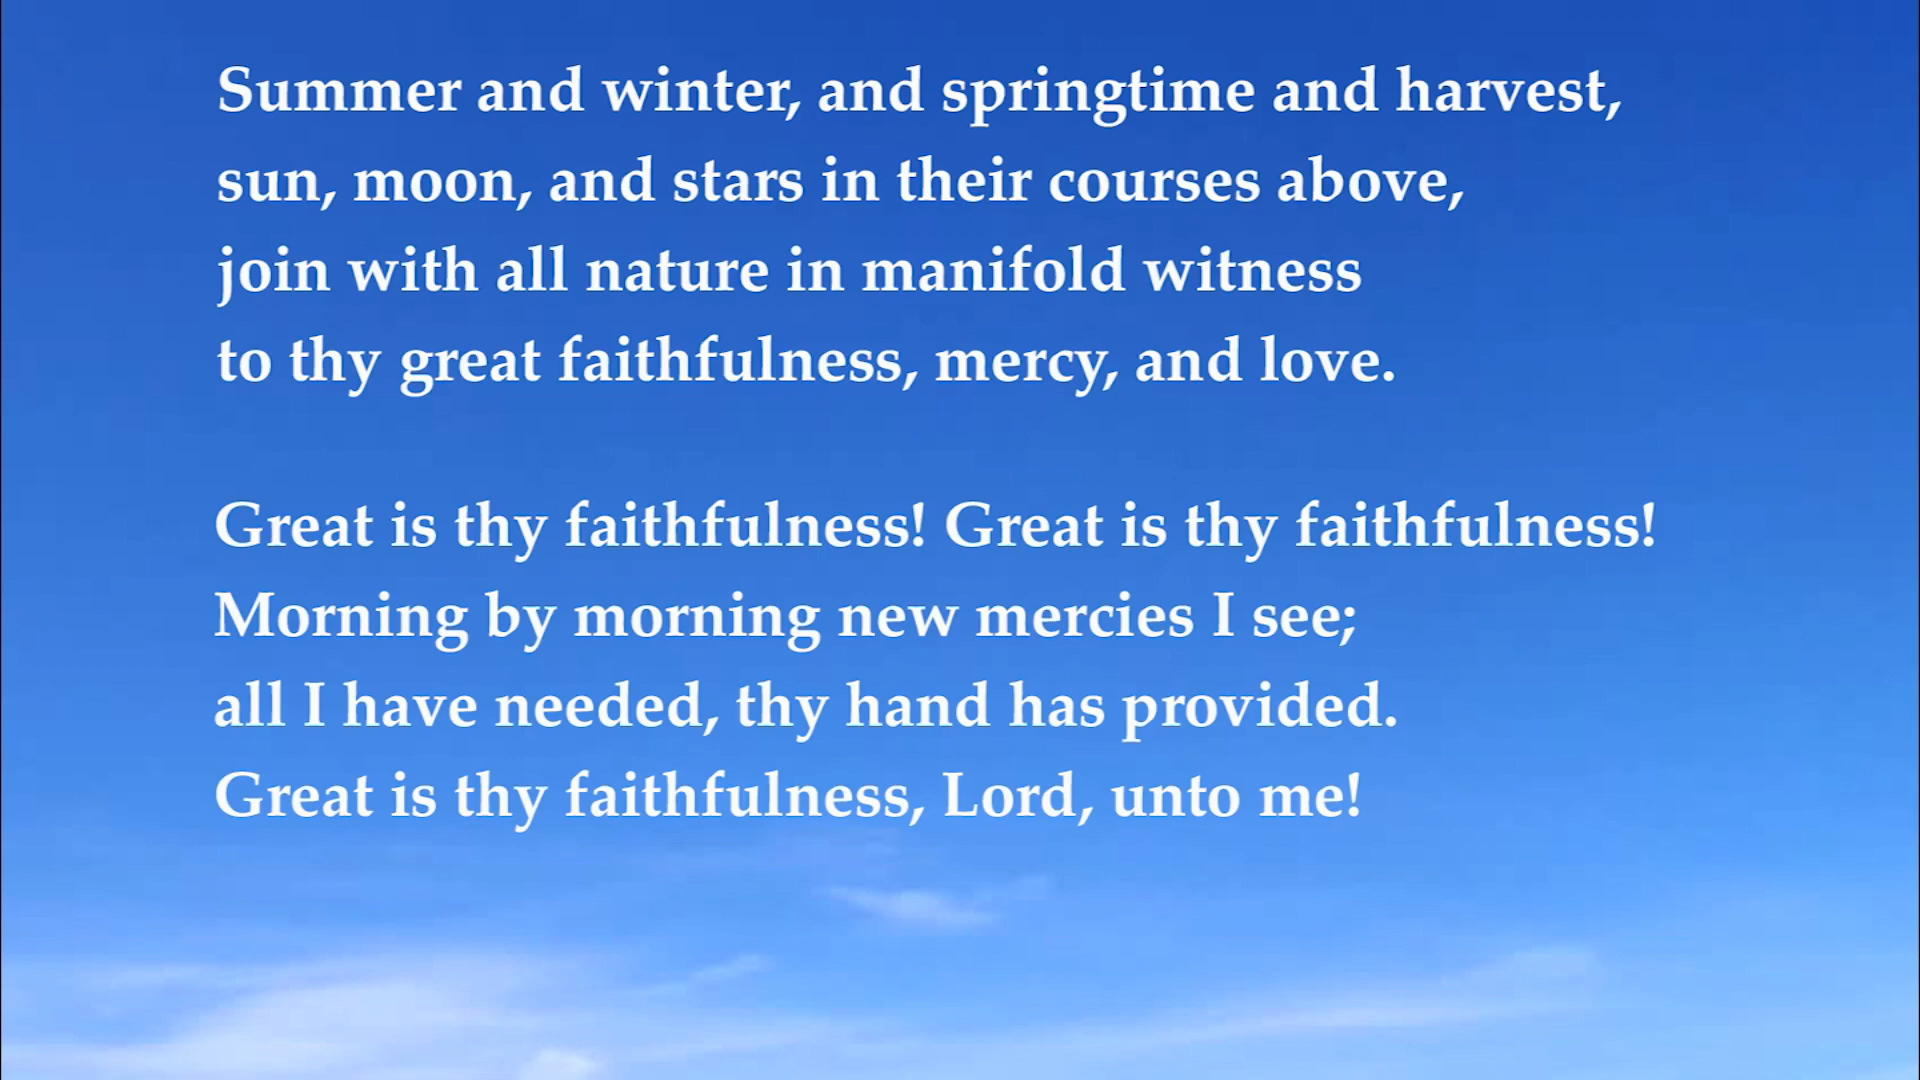 Summer and winter, and springtime and harvest,
sun, moon, and stars in their courses above,
join with all nature in manifold witness
to thy great faithfulness, mercy, and love.
Great is thy faithfulness! Great is thy faithfulness!
Morning by morning new mercies I see;
all I have needed, thy hand has provided.
Great is thy faithfulness, Lord, unto me!